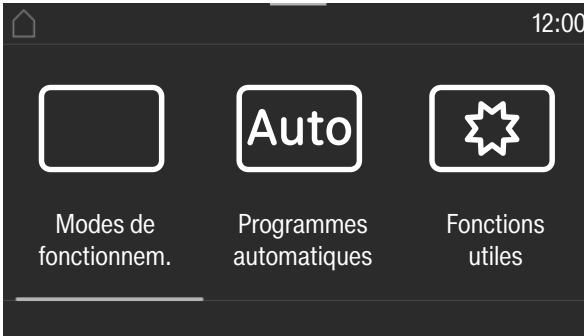 12:00
Auto
Modes de
fonctionnem.
Programmes
automatiques
Fonctions
utiles